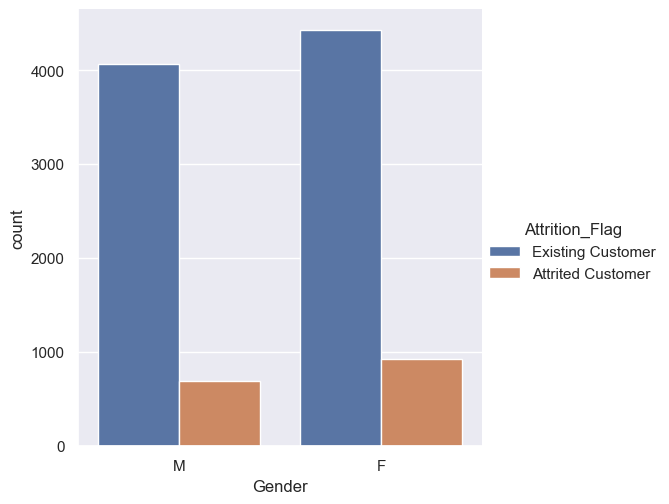 4000
3000
2000
1000
0
count
M
F
Gender
Attrition_Flag
Existing Customer
Attrited Customer